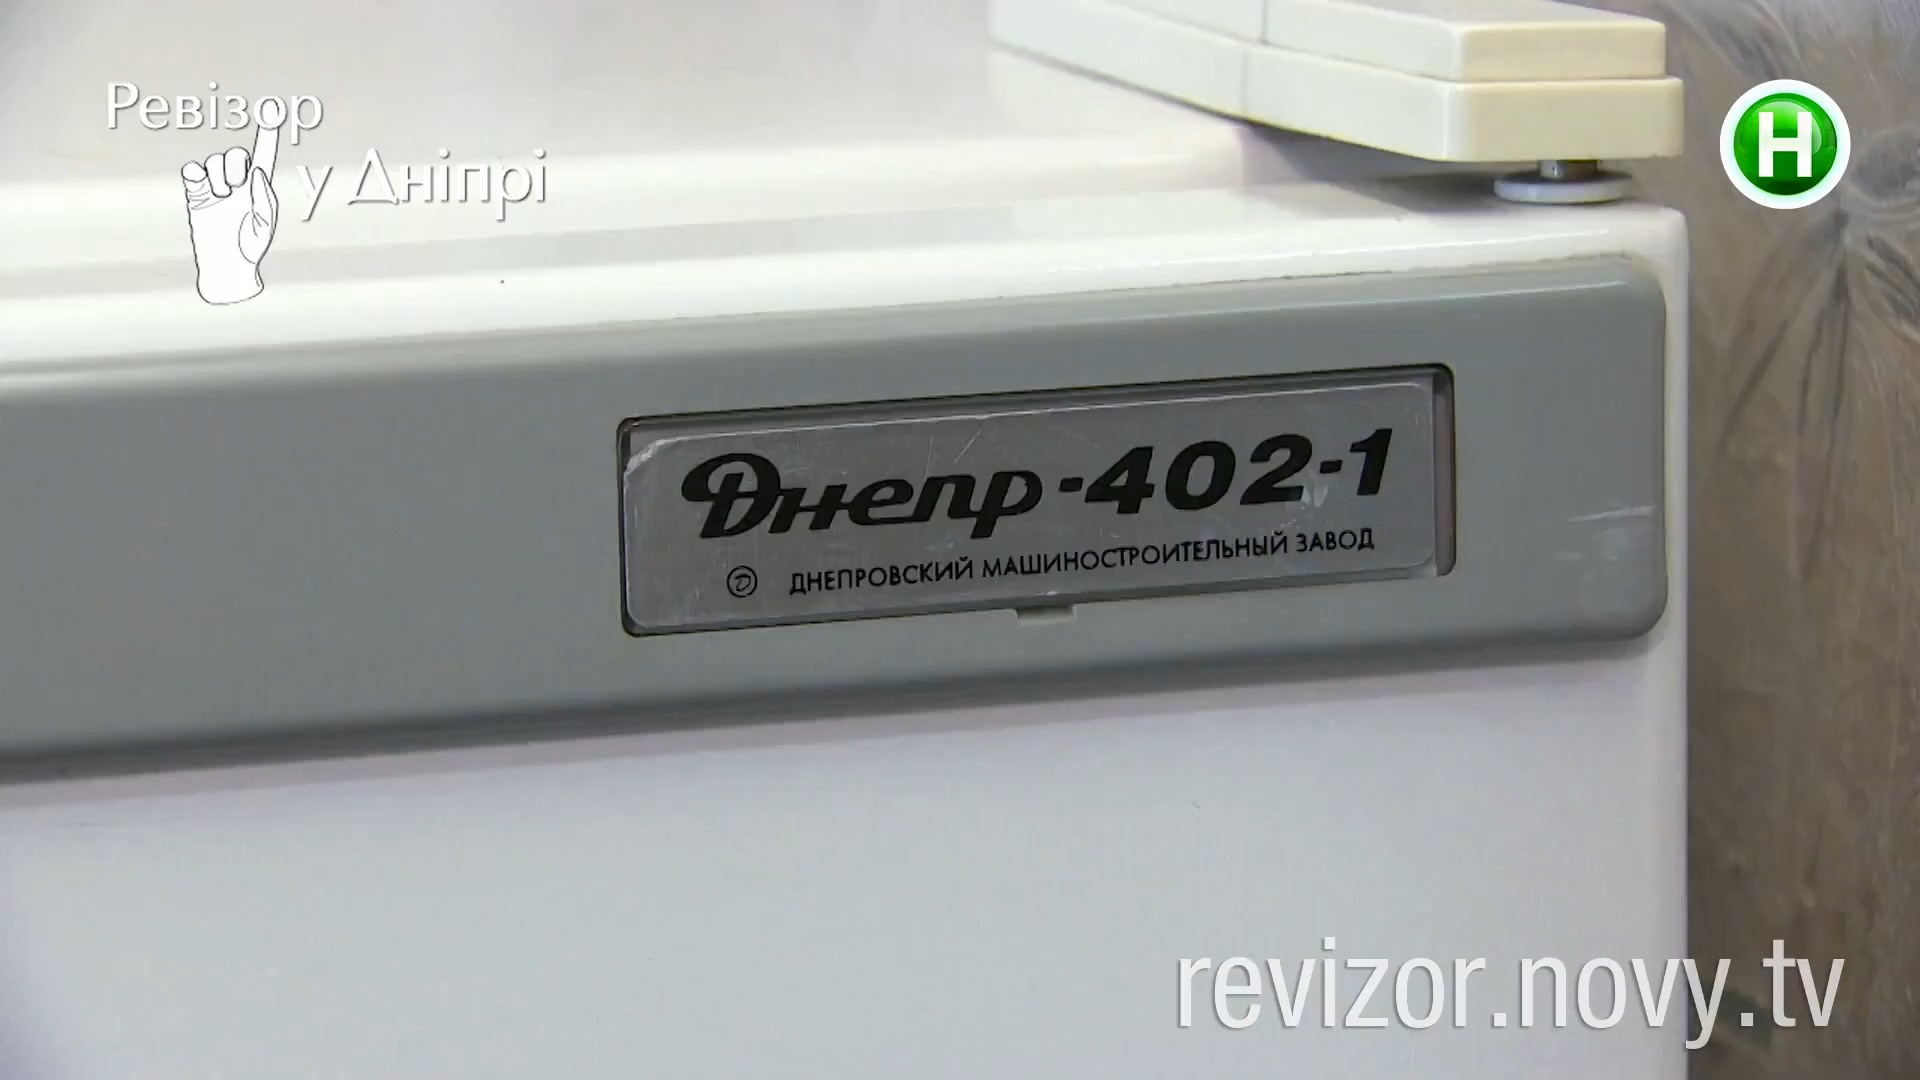 Ревізор
у Дніпрі
Н
Днепр-402-1
ДНЕПРОВСКИЙ МАШИНОСТРОИТЕЛЬНЫЙ ЗАВОД
revizor.novy.tv